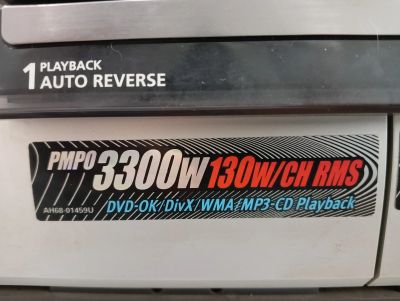 1 PLAYBACK
AUTO REVERSE
PMPO 3300W 130W/CH RMS
DVD-OK/DivX/WMA/MP3-CD Playback
AH68-01459U